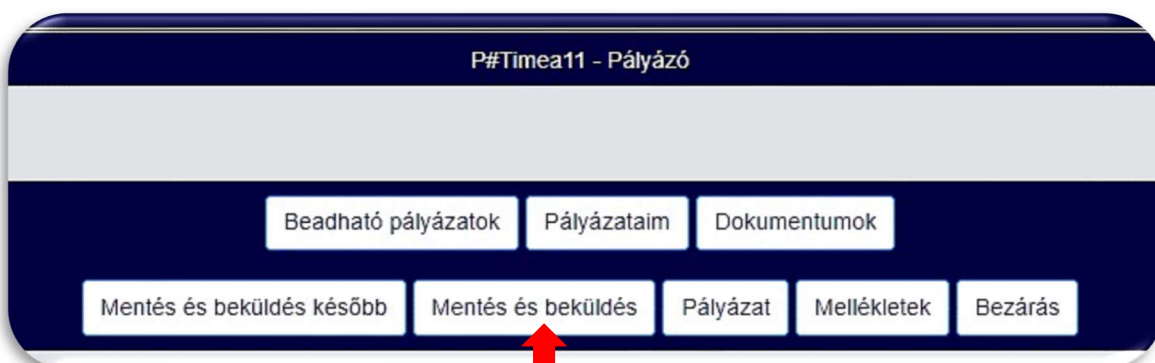 P#Timea11 - Pályázó
Beadható pályázatok Pályázataim Dokumentumok
Mentés és beküldés később Mentés és beküldés Pályázat Mellékletek Bezárás